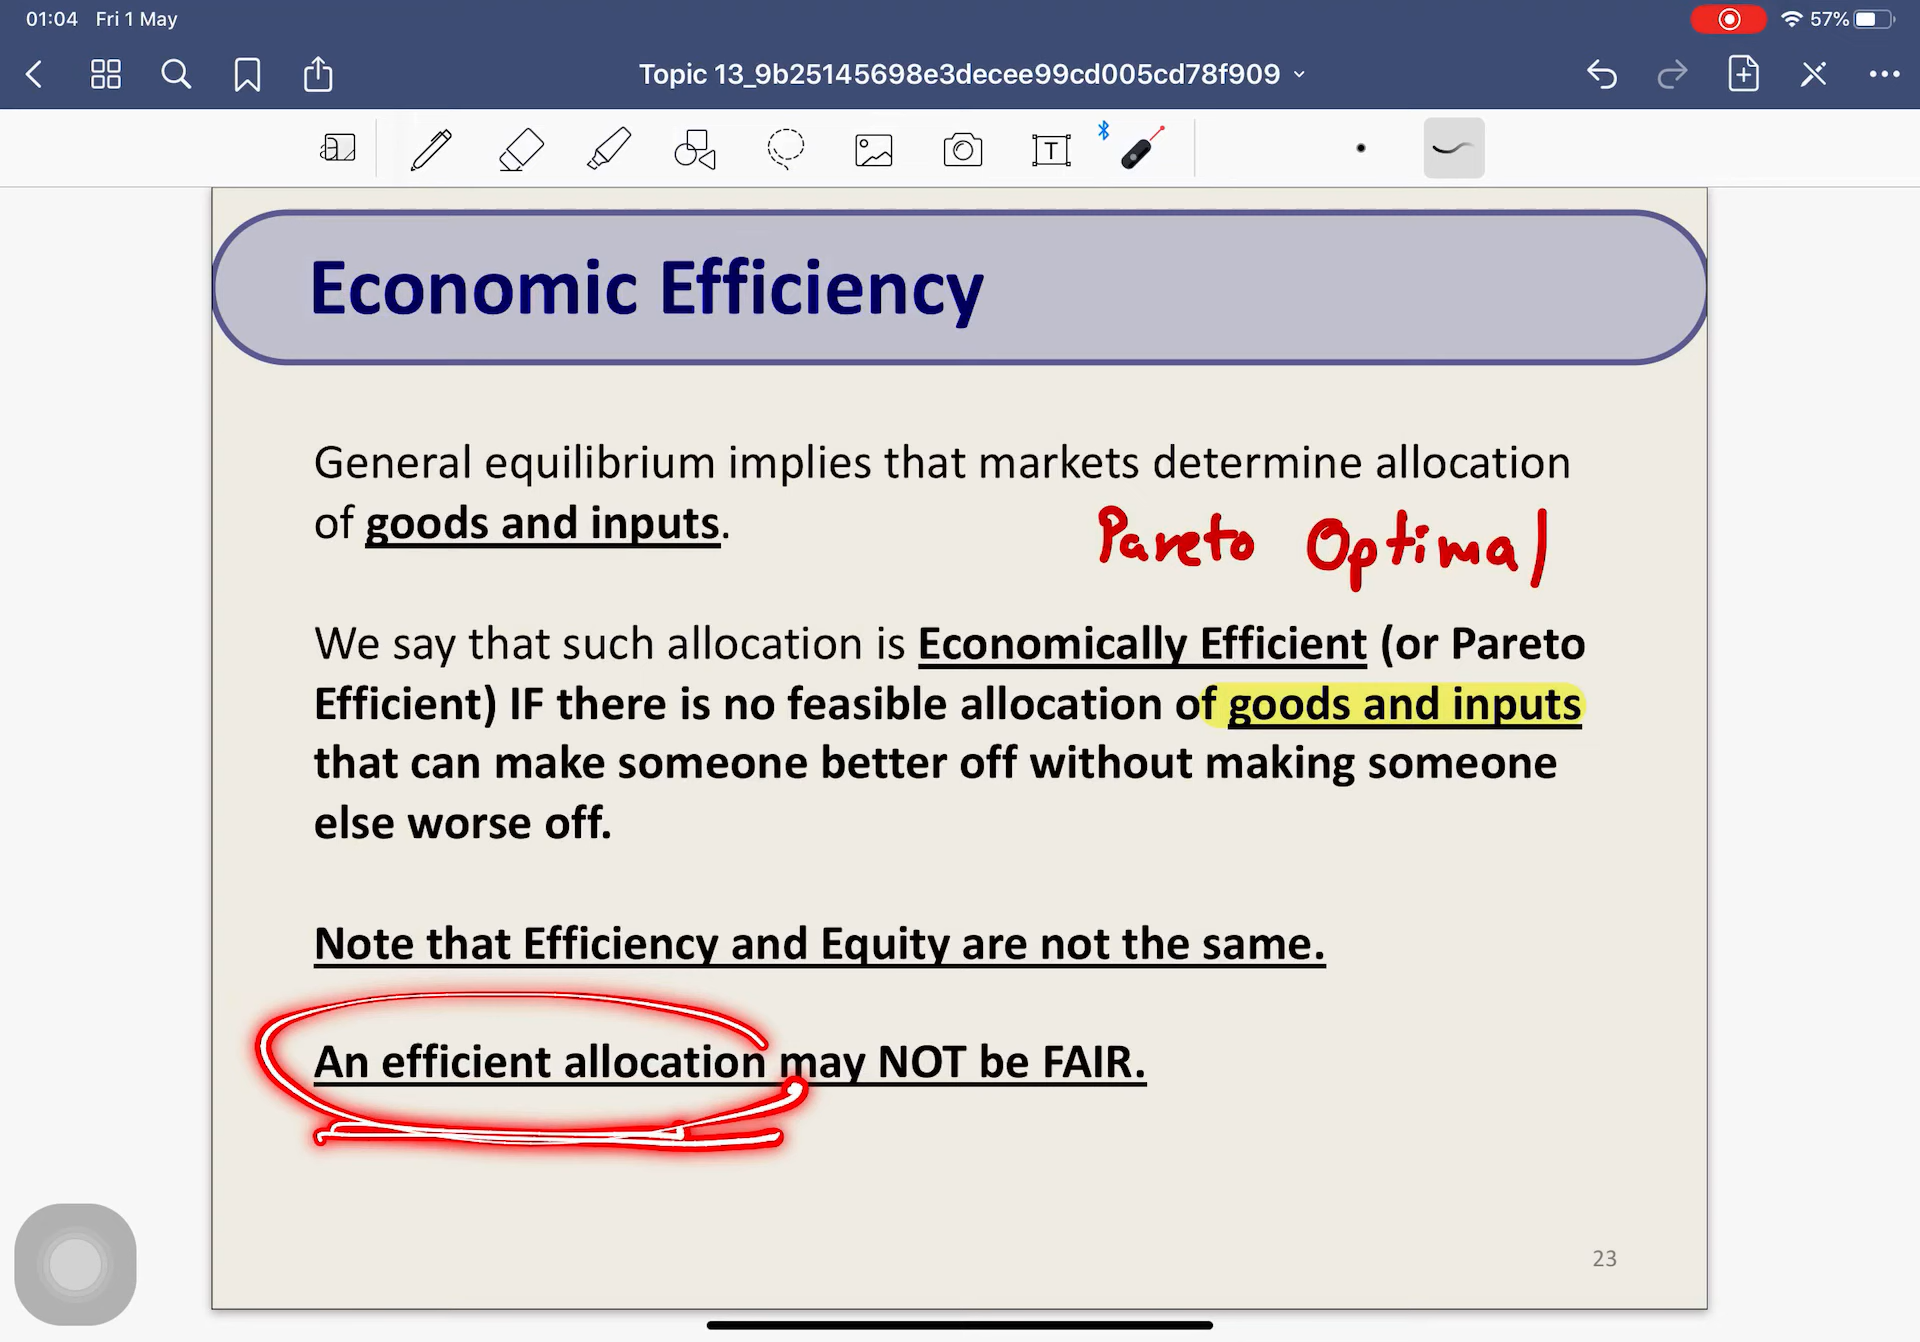 01:04 Fri 1 May
57%
Topic 13_9b25145698e3decee99cd005cd78f909
a
T
Economic Efficiency
General equilibrium implies that markets determine allocation
of goods and inputs.
Pareto Optimal
We say that such allocation is Economically Efficient (or Pareto
Efficient) IF there is no feasible allocation of goods and inputs
that can make someone better off without making someone
else worse off.
Note that Efficiency and Equity are not the same.
An efficient allocation may NOT be FAIR.
23